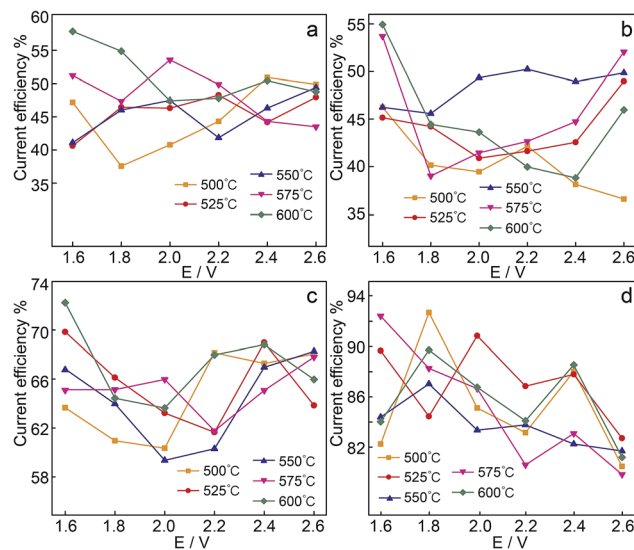 a
Current efficiency %
60
55
50
45
40
35
500°C
525°C
550°C
575°C
600°C
1.6 1.8 2.0 2.2 2.4 2.6
E / V
b
Current efficiency %
55
50
45
40
35
500°C
525°C
550°C
575°C
600°C
1.6 1.8 2.0 2.2 2.4 2.6
E / V
c
Current efficiency %
74
70
66
62
58
500°C
525°C
550°C
575°C
600°C
1.6 1.8 2.0 2.2 2.4 2.6
E / V
d
Current efficiency %
94
90
86
82
500°C
525°C
550°C
575°C
600°C
1.6 1.8 2.0 2.2 2.4 2.6
E / V